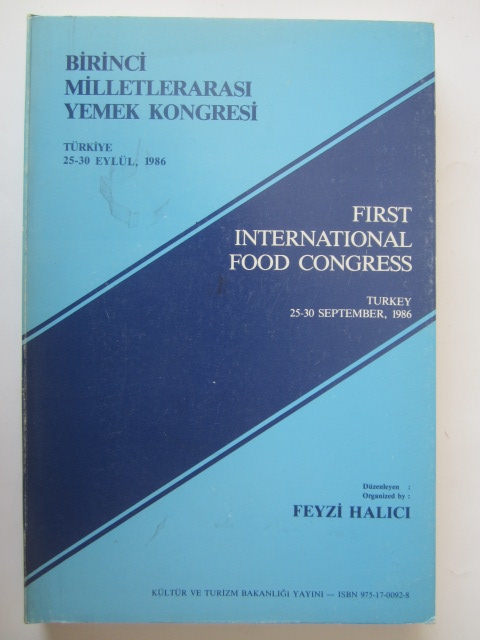 BİRİNCİ
MİLLETLERARASI
YEMEK KONGRESİ
TÜRKİYE
25-30 EYLÜL, 1986
FIRST
INTERNATIONAL
FOOD CONGRESS
TURKEY
25-30 SEPTEMBER, 1986
Düzenleyen :
Organized by :
FEYZİ HALICI
KÜLTÜR VE TURİZM BAKANLIĞI YAYINI — ISBN 975-17-0092-8